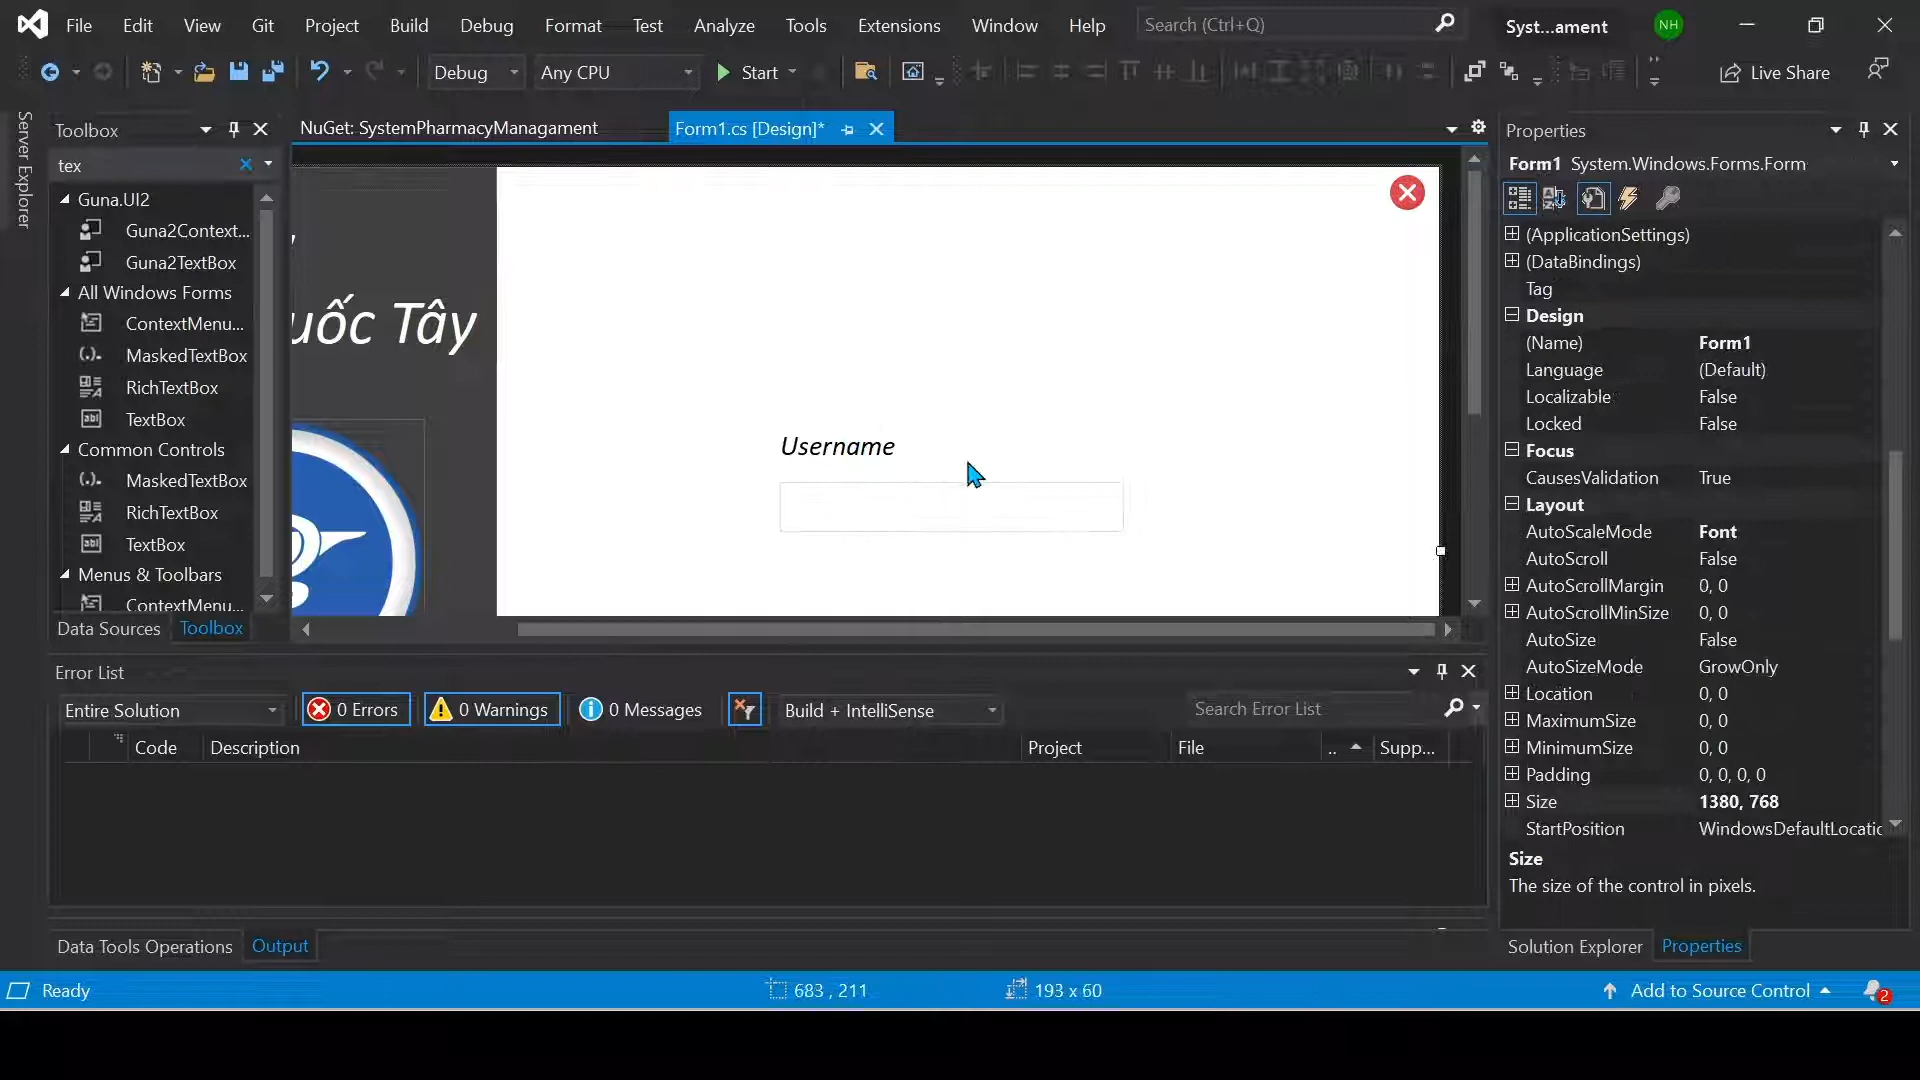 File Edit View Git Project Build Debug Format Test Analyze Tools Extensions Window Help Search (Ctrl+Q) Syst...ament NH
Debug Any CPU Start Live Share
Server Explorer
Toolbox
tex
Guna.UI2
Guna2Context...
Guna2TextBox
All Windows Forms
ContextMenu...
MaskedTextBox
RichTextBox
TextBox
Common Controls
MaskedTextBox
RichTextBox
TextBox
Menus & Toolbars
ContextMenu...
Data Sources Toolbox
NuGet: SystemPharmacyManagament Form1.cs [Design]*
uốc Tây
Username
Properties
Form1 System.Windows.Forms.Form
(ApplicationSettings)
(DataBindings)
Tag
Design
(Name) Form1
Language (Default)
Localizable False
Locked False
Focus
CausesValidation True
Layout
AutoScaleMode Font
AutoScroll False
AutoScrollMargin 0, 0
AutoScrollMinSize 0, 0
AutoSize False
AutoSizeMode GrowOnly
Location 0, 0
MaximumSize 0, 0
MinimumSize 0, 0
Padding 0, 0, 0, 0
Size 1380, 768
StartPosition WindowsDefaultLocatic
Size
The size of the control in pixels.
Solution Explorer Properties
Error List
Entire Solution 0 Errors 0 Warnings 0 Messages Build + IntelliSense Search Error List
Code Description Project File .. Supp...
Data Tools Operations Output
Ready 683 , 211 193 x 60 Add to Source Control 2